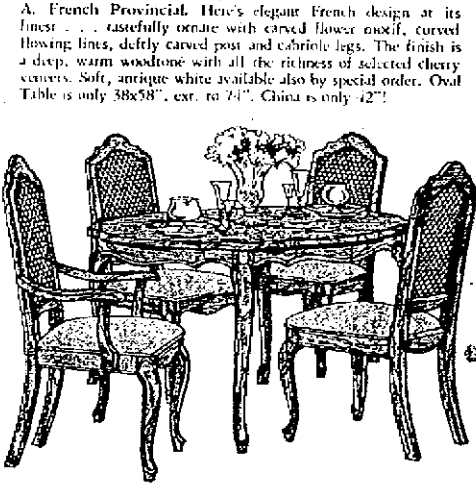 A. French Provincial. Here's elegant French design at its
finest . . . tastefully ornate with carved flower motif, curved
flowing lines, deftly carved post and cabriole legs. The finish is
a deep, warm woodtone with all the richness of selected cherry
veneers. Soft, antique white available also by special order. Oval
Table is only 38x58", ext. to 74". China is only 42"!